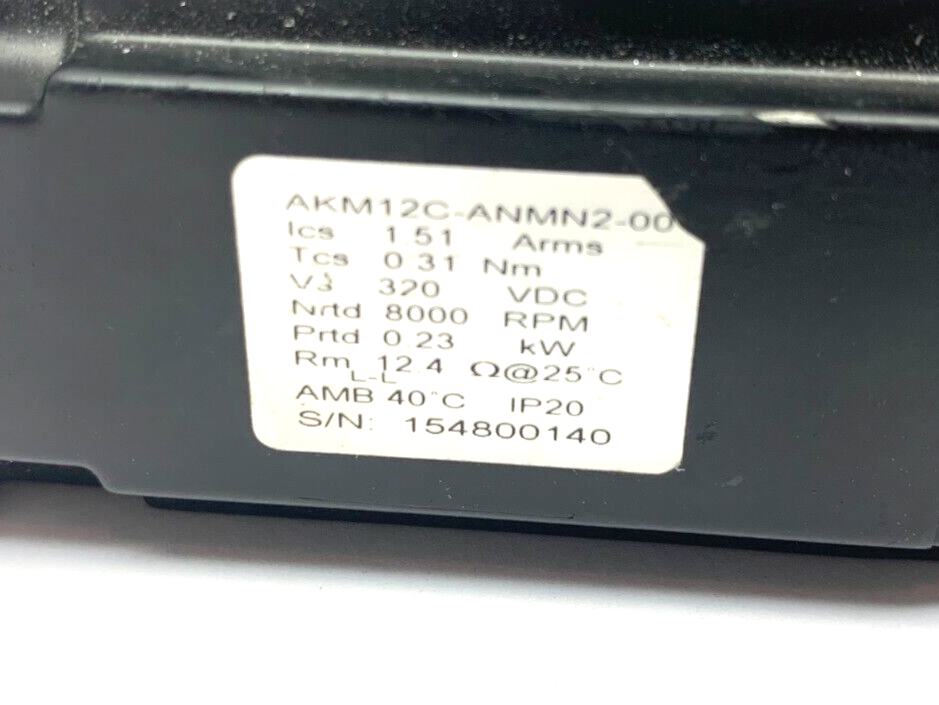 AKM12C-ANMN2-00
Ics 1.51 Arms
Tcs 0.31 Nm
Vs 320 VDC
Nrtd 8000 RPM
Prtd 0.23 kW
Rm L-L 12.4 Ω@25°C
AMB 40°C IP20
S/N: 154800140